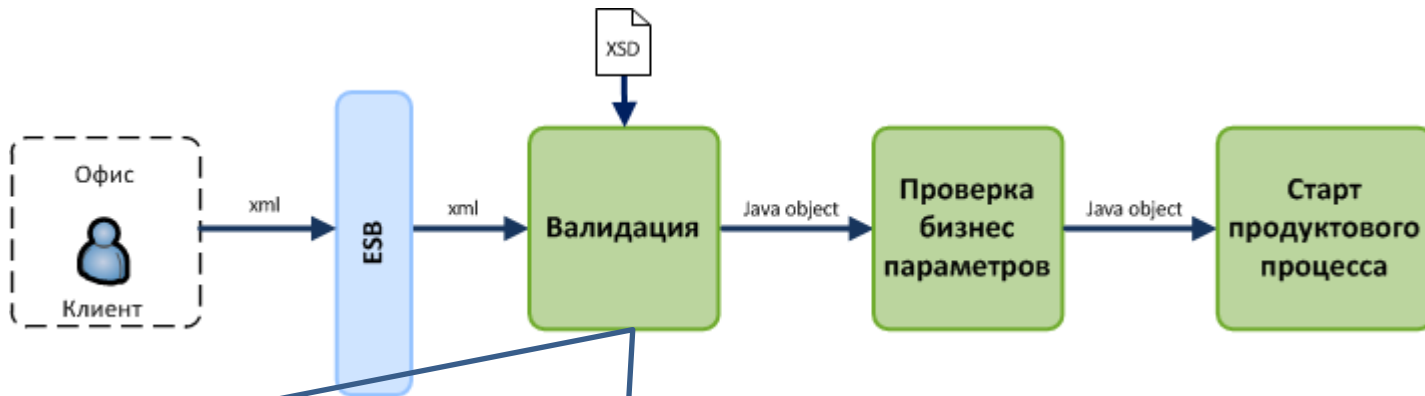 XSD
Офис
Клиент
xml
ESB
xml
Валидация
Java object
Проверка
бизнес
параметров
Java object
Старт
продуктового
процесса